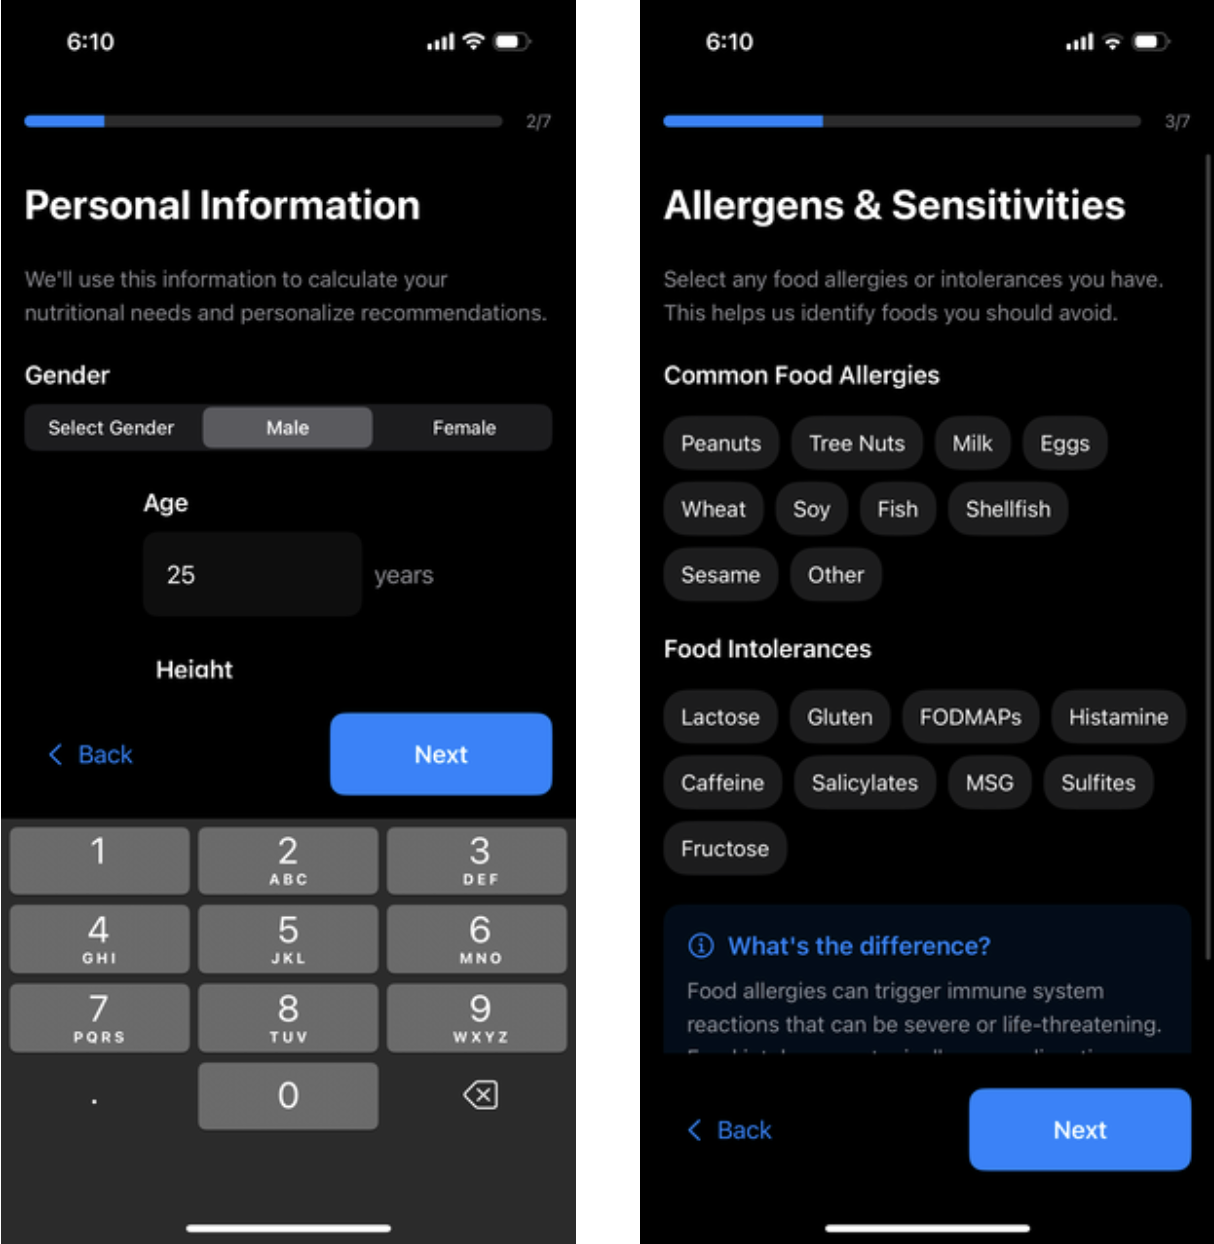 6:10
2/7
Personal Information
We'll use this information to calculate your
nutritional needs and personalize recommendations.
Gender
Select Gender Male Female
Age
25 years
Height
Back Next
1 2 ABC 3 DEF
4 GHI 5 JKL 6 MNO
7 PQRS 8 TUV 9 WXYZ
. 0
6:10
3/7
Allergens & Sensitivities
Select any food allergies or intolerances you have.
This helps us identify foods you should avoid.
Common Food Allergies
Peanuts Tree Nuts Milk Eggs
Wheat Soy Fish Shellfish
Sesame Other
Food Intolerances
Lactose Gluten FODMAPs Histamine
Caffeine Salicylates MSG Sulfites
Fructose
What's the difference?
Food allergies can trigger immune system
reactions that can be severe or life-threatening.
Back Next